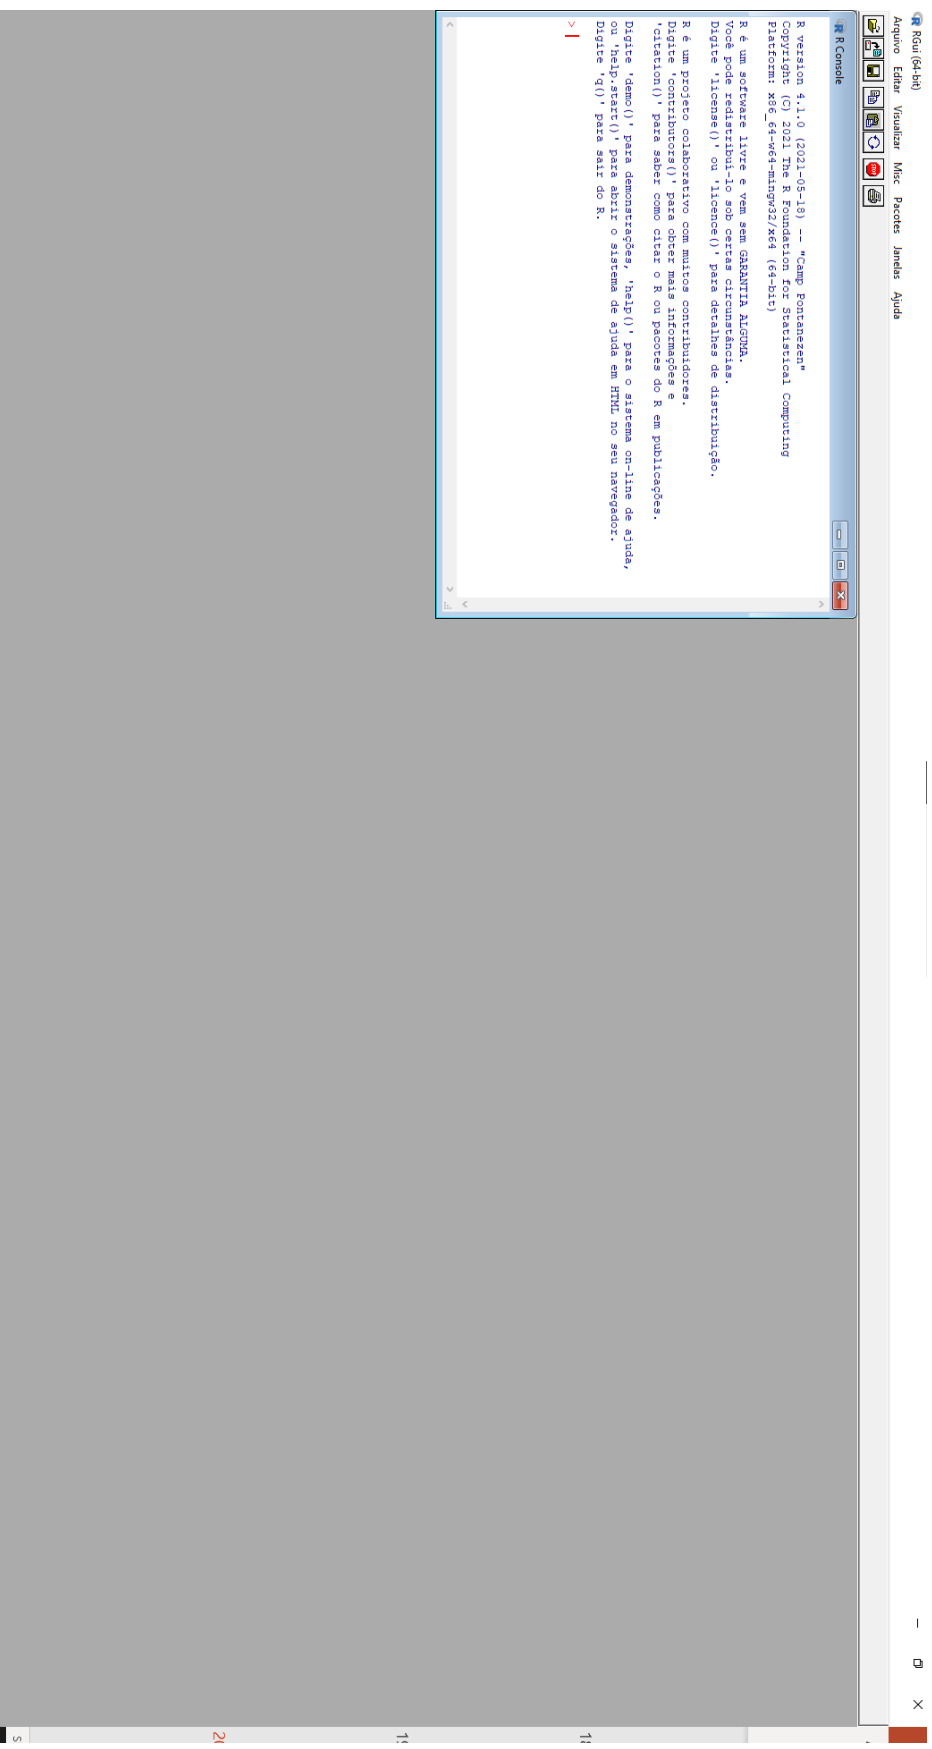 RGui (64-bit)
Arquivo Editar Visualizar Misc Pacotes Janelas Ajuda
STOP
R Console
R version 4.1.0 (2021-05-18) -- "Camp Pontanezen"
Copyright (C) 2021 The R Foundation for Statistical Computing
Platform: x86_64-w64-mingw32/x64 (64-bit)
R é um software livre e vem sem GARANTIA ALGUMA.
Você pode redistribuí-lo sob certas circunstâncias.
Digite 'license()' ou 'licence()' para detalhes de distribuição.
R é um projeto colaborativo com muitos contribuidores.
Digite 'contributors()' para obter mais informações e
'citation()' para saber como citar o R ou pacotes do R em publicações.
Digite 'demo()' para demonstrações, 'help()' para o sistema on-line de ajuda,
ou 'help.start()' para abrir o sistema de ajuda em HTML no seu navegador.
Digite 'q()' para sair do R.
>
18